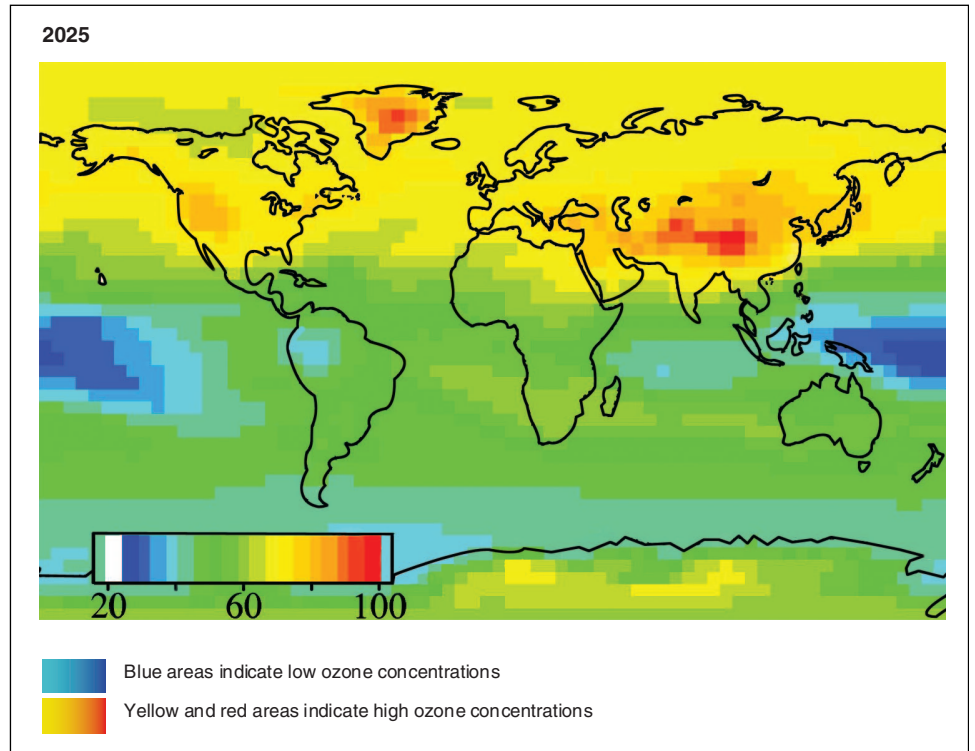 2025
20 60 100
Blue areas indicate low ozone concentrations
Yellow and red areas indicate high ozone concentrations